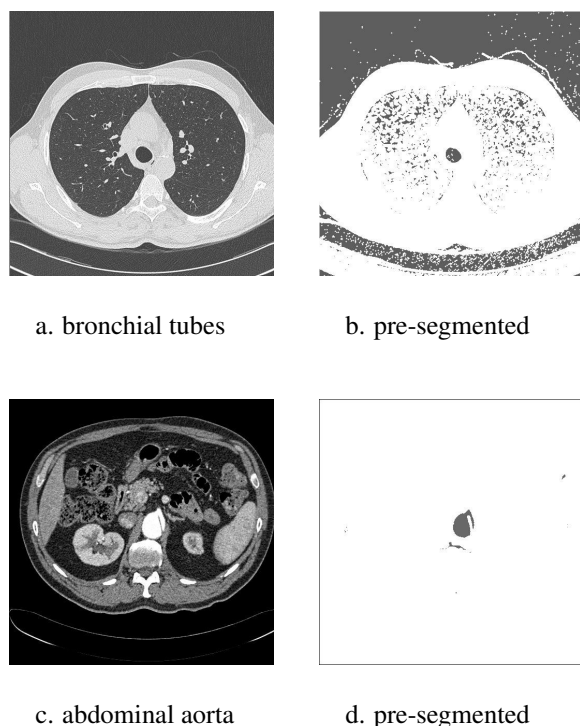 a. bronchial tubes
b. pre-segmented
c. abdominal aorta
d. pre-segmented